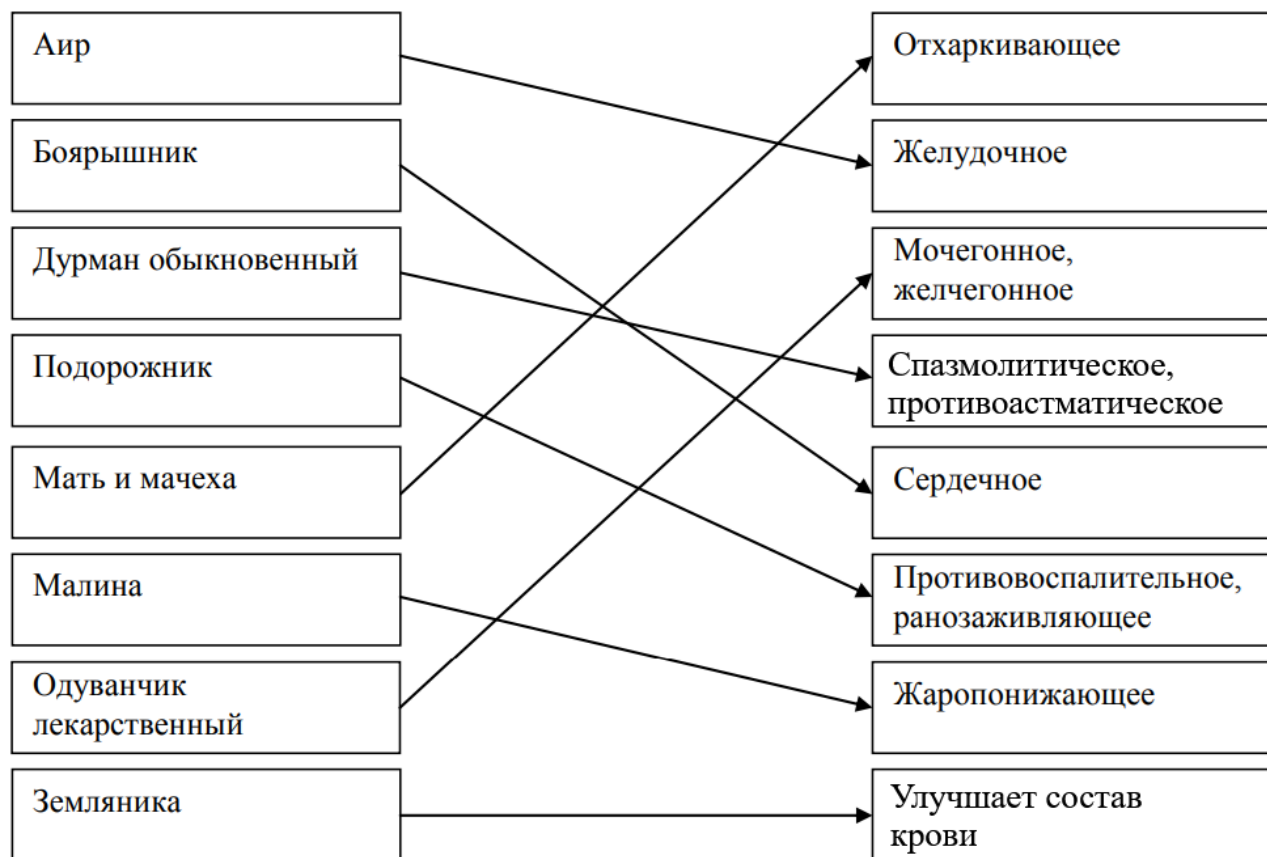 Аир
Отхаркивающее
Боярышник
Желудочное
Дурман обыкновенный
Мочегонное,
желчегонное
Подорожник
Спазмолитическое,
противоастматическое
Мать и мачеха
Сердечное
Малина
Противовоспалительное,
ранозаживляющее
Одуванчик
лекарственный
Жаропонижающее
Земляника
Улучшает состав
крови